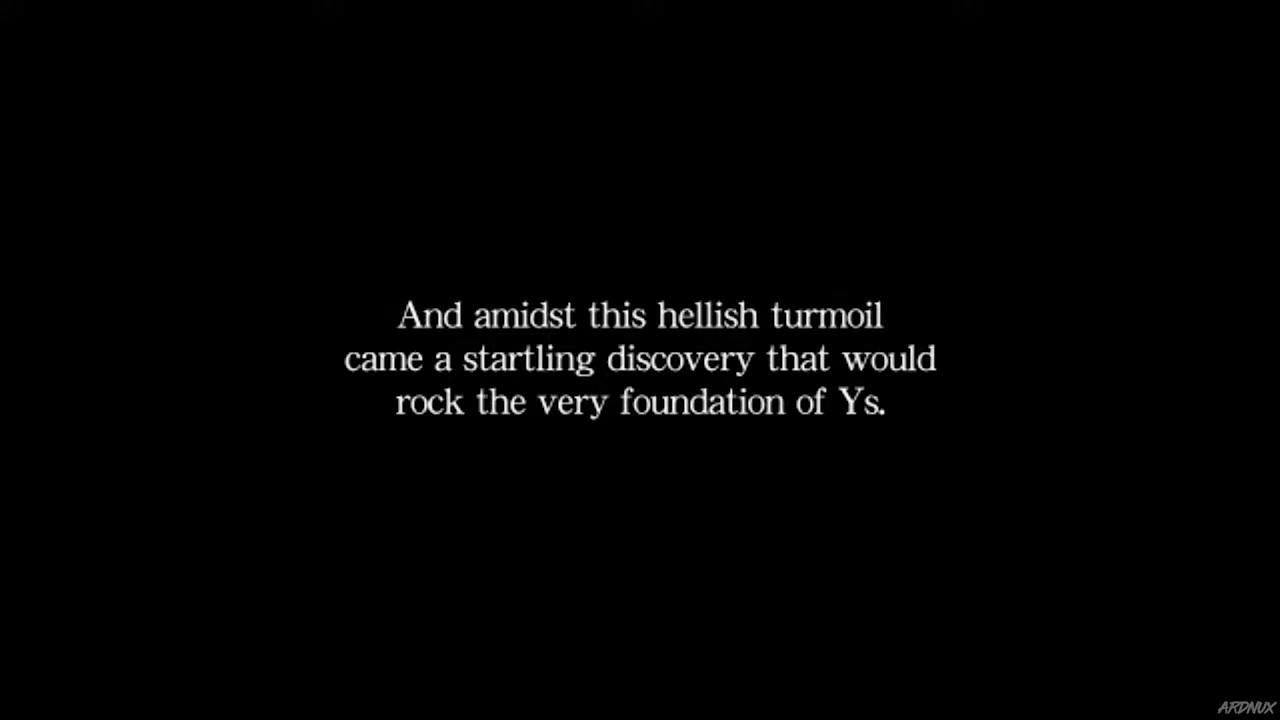 And amidst this hellish turmoil
came a startling discovery that would
rock the very foundation of Ys.
ARDNUX